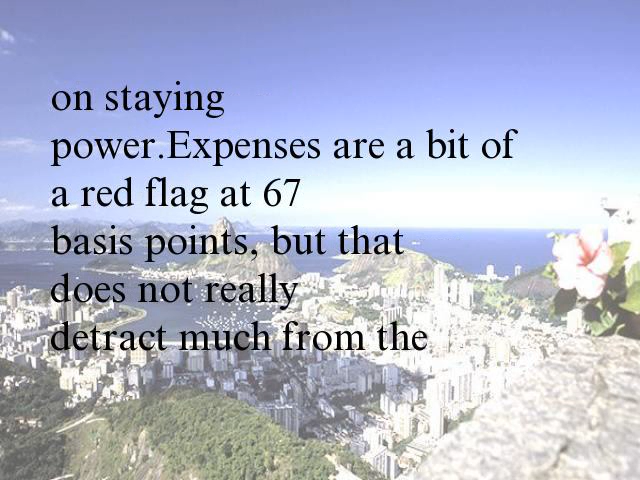 on staying
power.Expenses are a bit of
a red flag at 67
basis points, but that
does not really
detract much from the